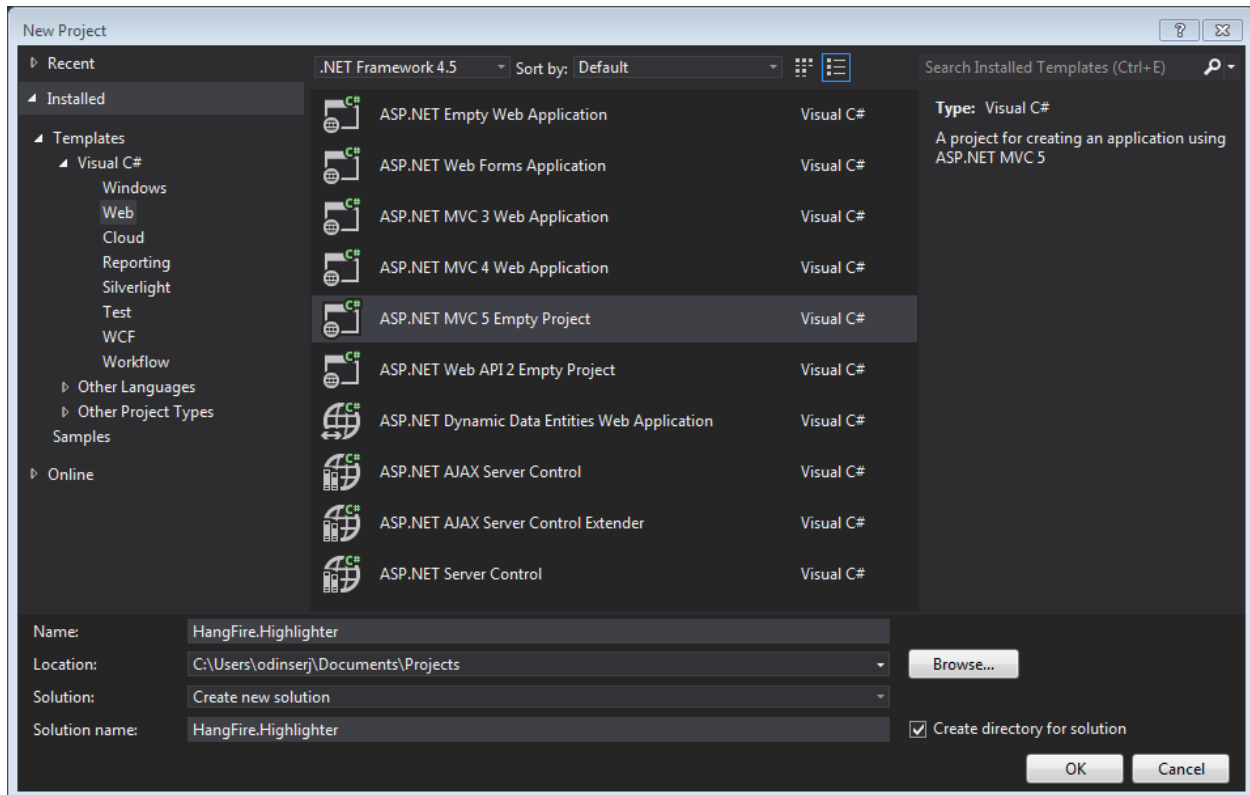 New Project
Recent
.NET Framework 4.5 Sort by: Default Search Installed Templates (Ctrl+E)
Installed
Templates
Visual C#
Windows
Web
Cloud
Reporting
Silverlight
Test
WCF
Workflow
Other Languages
Other Project Types
Samples
Online
C# ASP.NET Empty Web Application Visual C#
C# ASP.NET Web Forms Application Visual C#
C# ASP.NET MVC 3 Web Application Visual C#
C# ASP.NET MVC 4 Web Application Visual C#
C# ASP.NET MVC 5 Empty Project Visual C#
C# ASP.NET Web API 2 Empty Project Visual C#
C# ASP.NET Dynamic Data Entities Web Application Visual C#
C# ASP.NET AJAX Server Control Visual C#
C# ASP.NET AJAX Server Control Extender Visual C#
C# ASP.NET Server Control Visual C#
Type: Visual C#
A project for creating an application using
ASP.NET MVC 5
Name: HangFire.Highlighter
Location: C:\Users\odinserj\Documents\Projects Browse...
Solution: Create new solution
Solution name: HangFire.Highlighter Create directory for solution
OK Cancel